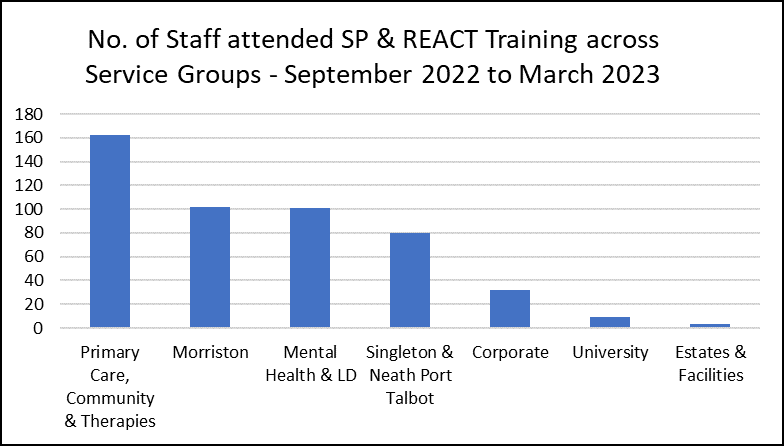 No. of Staff attended SP & REACT Training across
Service Groups - September 2022 to March 2023
180
160
140
120
100
80
60
40
20
0
Primary
Care,
Community
& Therapies
Morriston
Mental
Health & LD
Singleton &
Neath Port
Talbot
Corporate
University
Estates &
Facilities